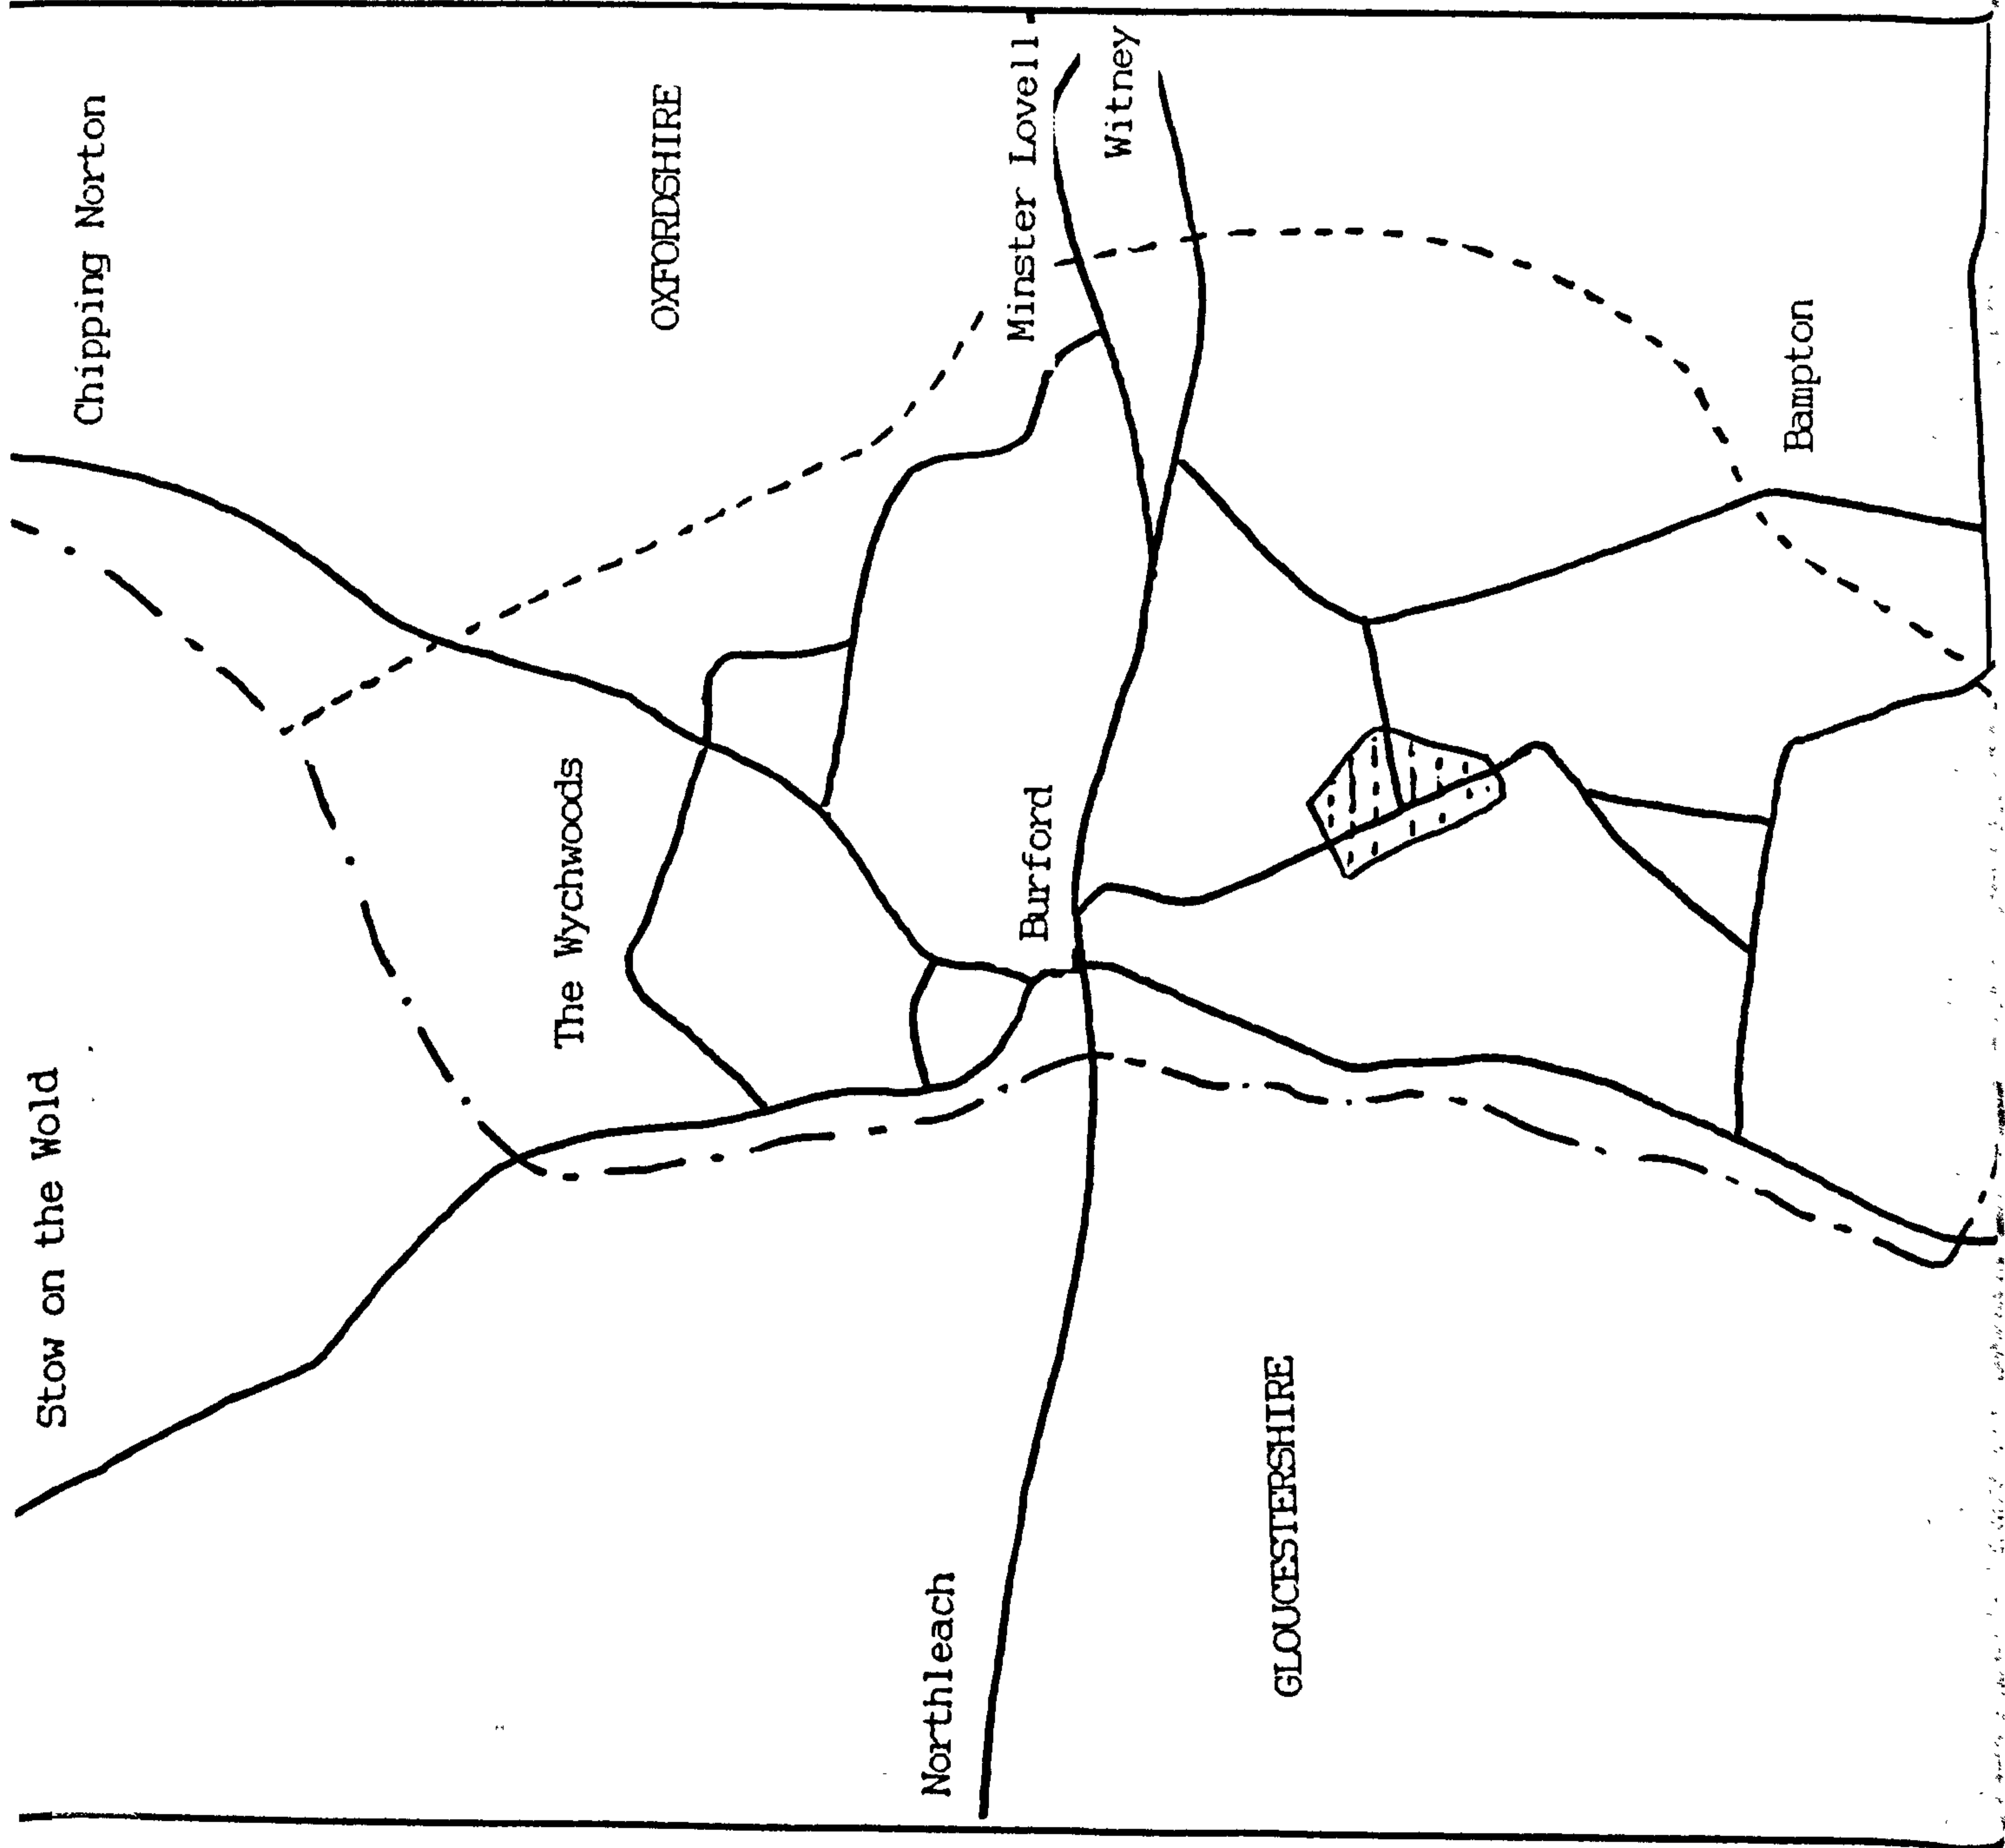 Stow on the Wold
Chipping Norton
The Wychwoods
OXFORDSHIRE
Northleach
Burford
Minster Lovell
Witney
GLOUCESTERSHIRE
Bampton